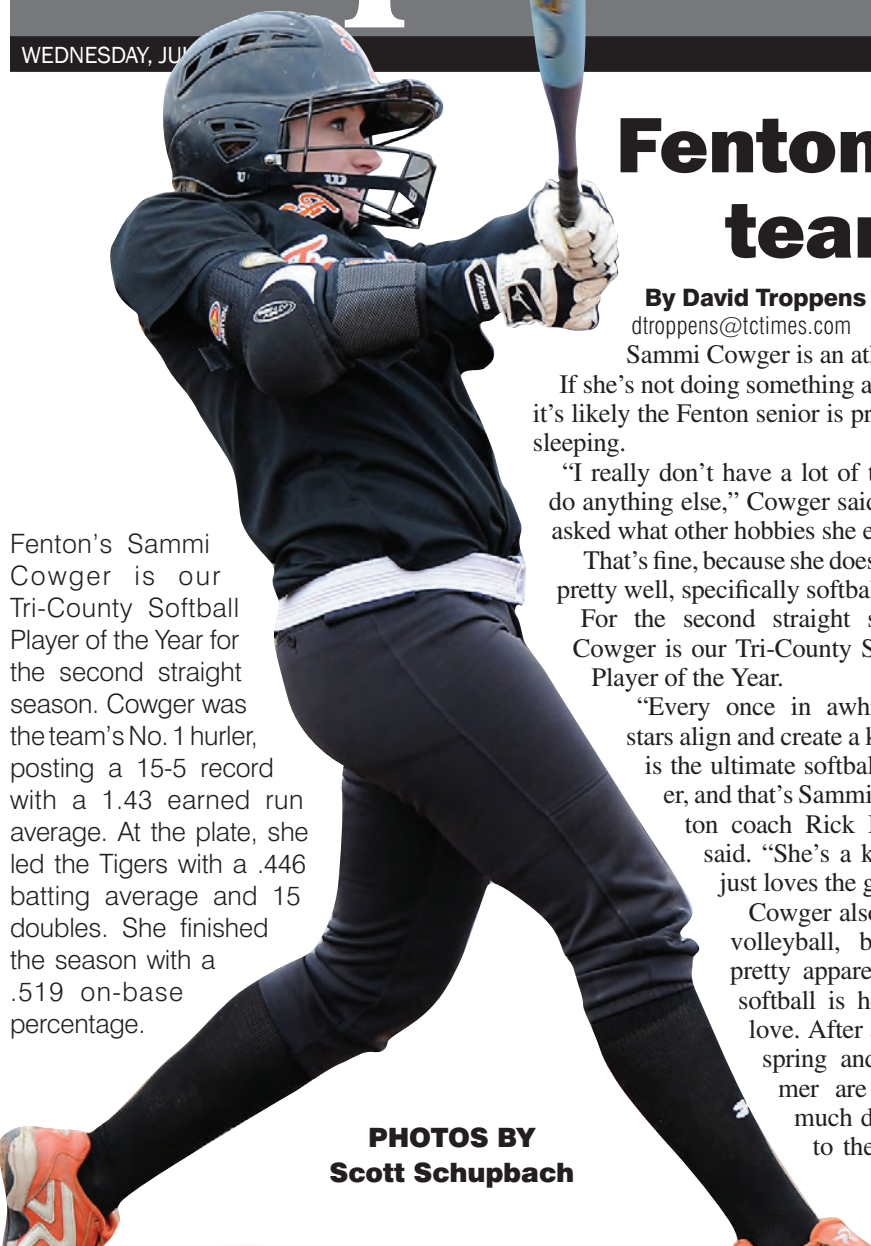 WEDNESDAY, JU
Fenton
tea
By David Troppens
dtroppens@tctimes.com
Sammi Cowger is an at
If she’s not doing something a
it’s likely the Fenton senior is pr
sleeping.
“I really don’t have a lot of t
do anything else,” Cowger said
asked what other hobbies she e
That’s fine, because she does
pretty well, specifically softbal
For the second straight s
Cowger is our Tri-County S
Player of the Year.
“Every once in awh
stars align and create a k
is the ultimate softbal
er, and that’s Sammi
ton coach Rick
said. “She’s a k
just loves the g
Cowger also
volleyball, b
pretty appare
softball is he
love. After
spring and
mer are
much d
to the
Fenton’s Sammi
Cowger is our
Tri-County Softball
Player of the Year for
the second straight
season. Cowger was
the team’s No. 1 hurler,
posting a 15-5 record
with a 1.43 earned run
average. At the plate, she
led the Tigers with a .446
batting average and 15
doubles. She finished
the season with a
.519 on-base
percentage.
PHOTOS BY
Scott Schupbach
Mizuno